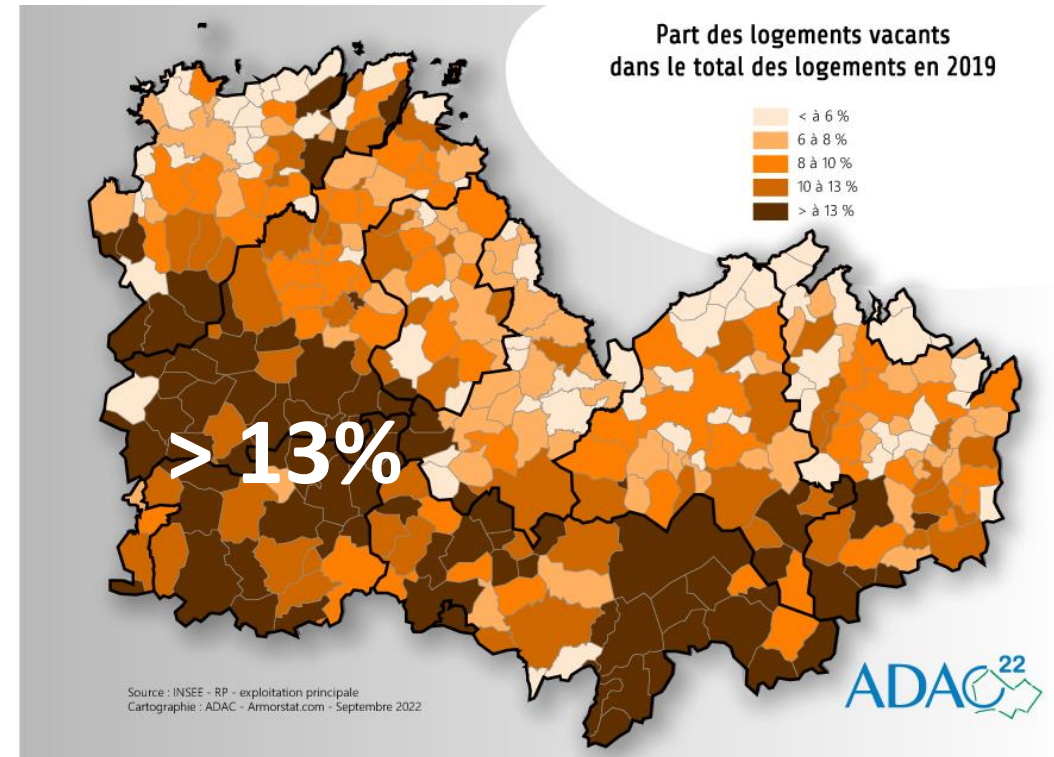 Part des logements vacants
dans le total des logements en 2019
< à 6 %
6 à 8 %
8 à 10 %
10 à 13 %
> à 13 %
> 13%
Source : INSEE - RP - exploitation principale
Cartographie : ADAC - Armorstat.com - Septembre 2022
ADAC 22